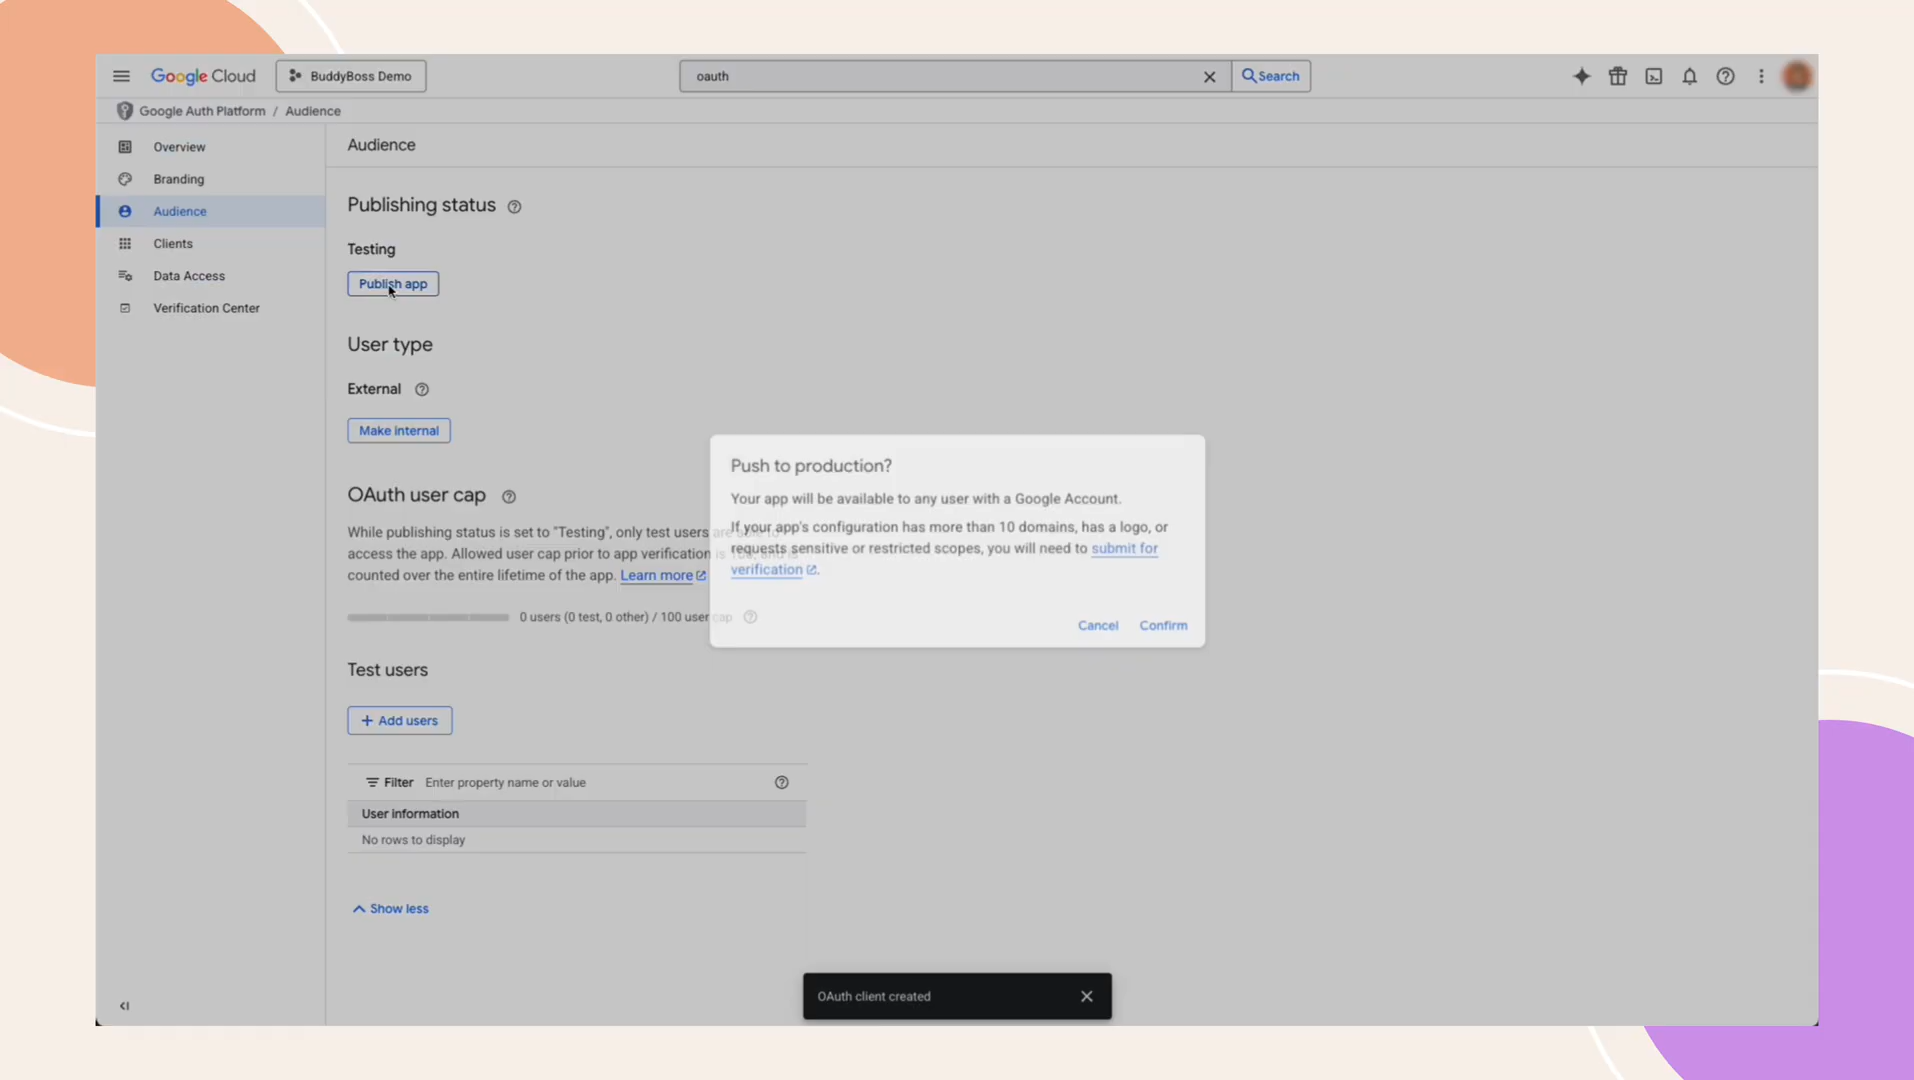 Google Cloud
BuddyBoss Demo
oauth
Search
Google Auth Platform / Audience
Overview
Branding
Audience
Clients
Data Access
Verification Center
Audience
Publishing status
Testing
Publish app
User type
External
Make internal
OAuth user cap
While publishing status is set to "Testing", only test users are able to
access the app. Allowed user cap prior to app verification is 100, and is
counted over the entire lifetime of the app. Learn more
0 users (0 test, 0 other) / 100 user cap
Test users
+ Add users
Filter Enter property name or value
User information
No rows to display
Show less
Push to production?
Your app will be available to any user with a Google Account.
If your app's configuration has more than 10 domains, has a logo, or
requests sensitive or restricted scopes, you will need to submit for
verification.
Cancel
Confirm
OAuth client created